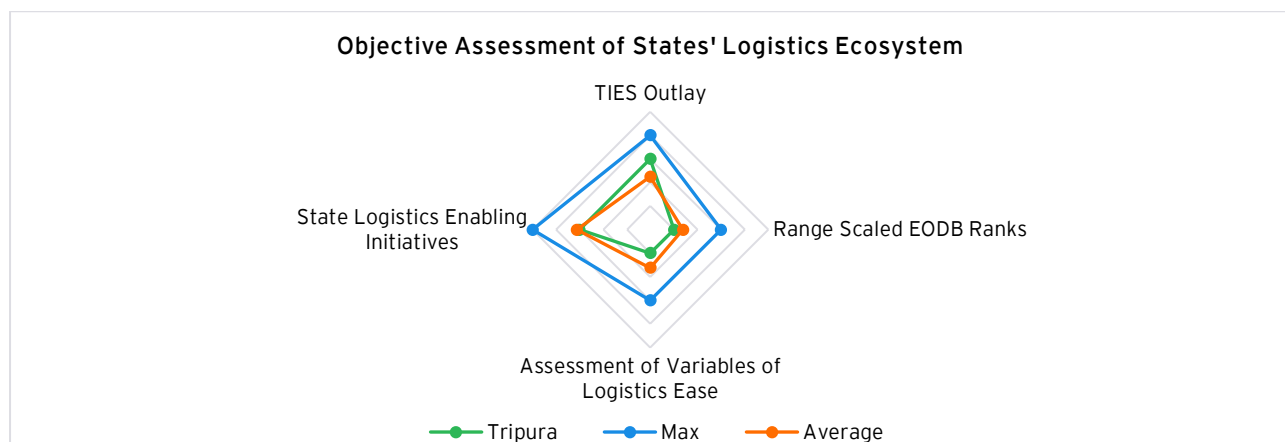 Objective Assessment of States' Logistics Ecosystem
TIES Outlay
State Logistics Enabling
Initiatives
Range Scaled EODB Ranks
Assessment of Variables of
Logistics Ease
Tripura
Max
Average